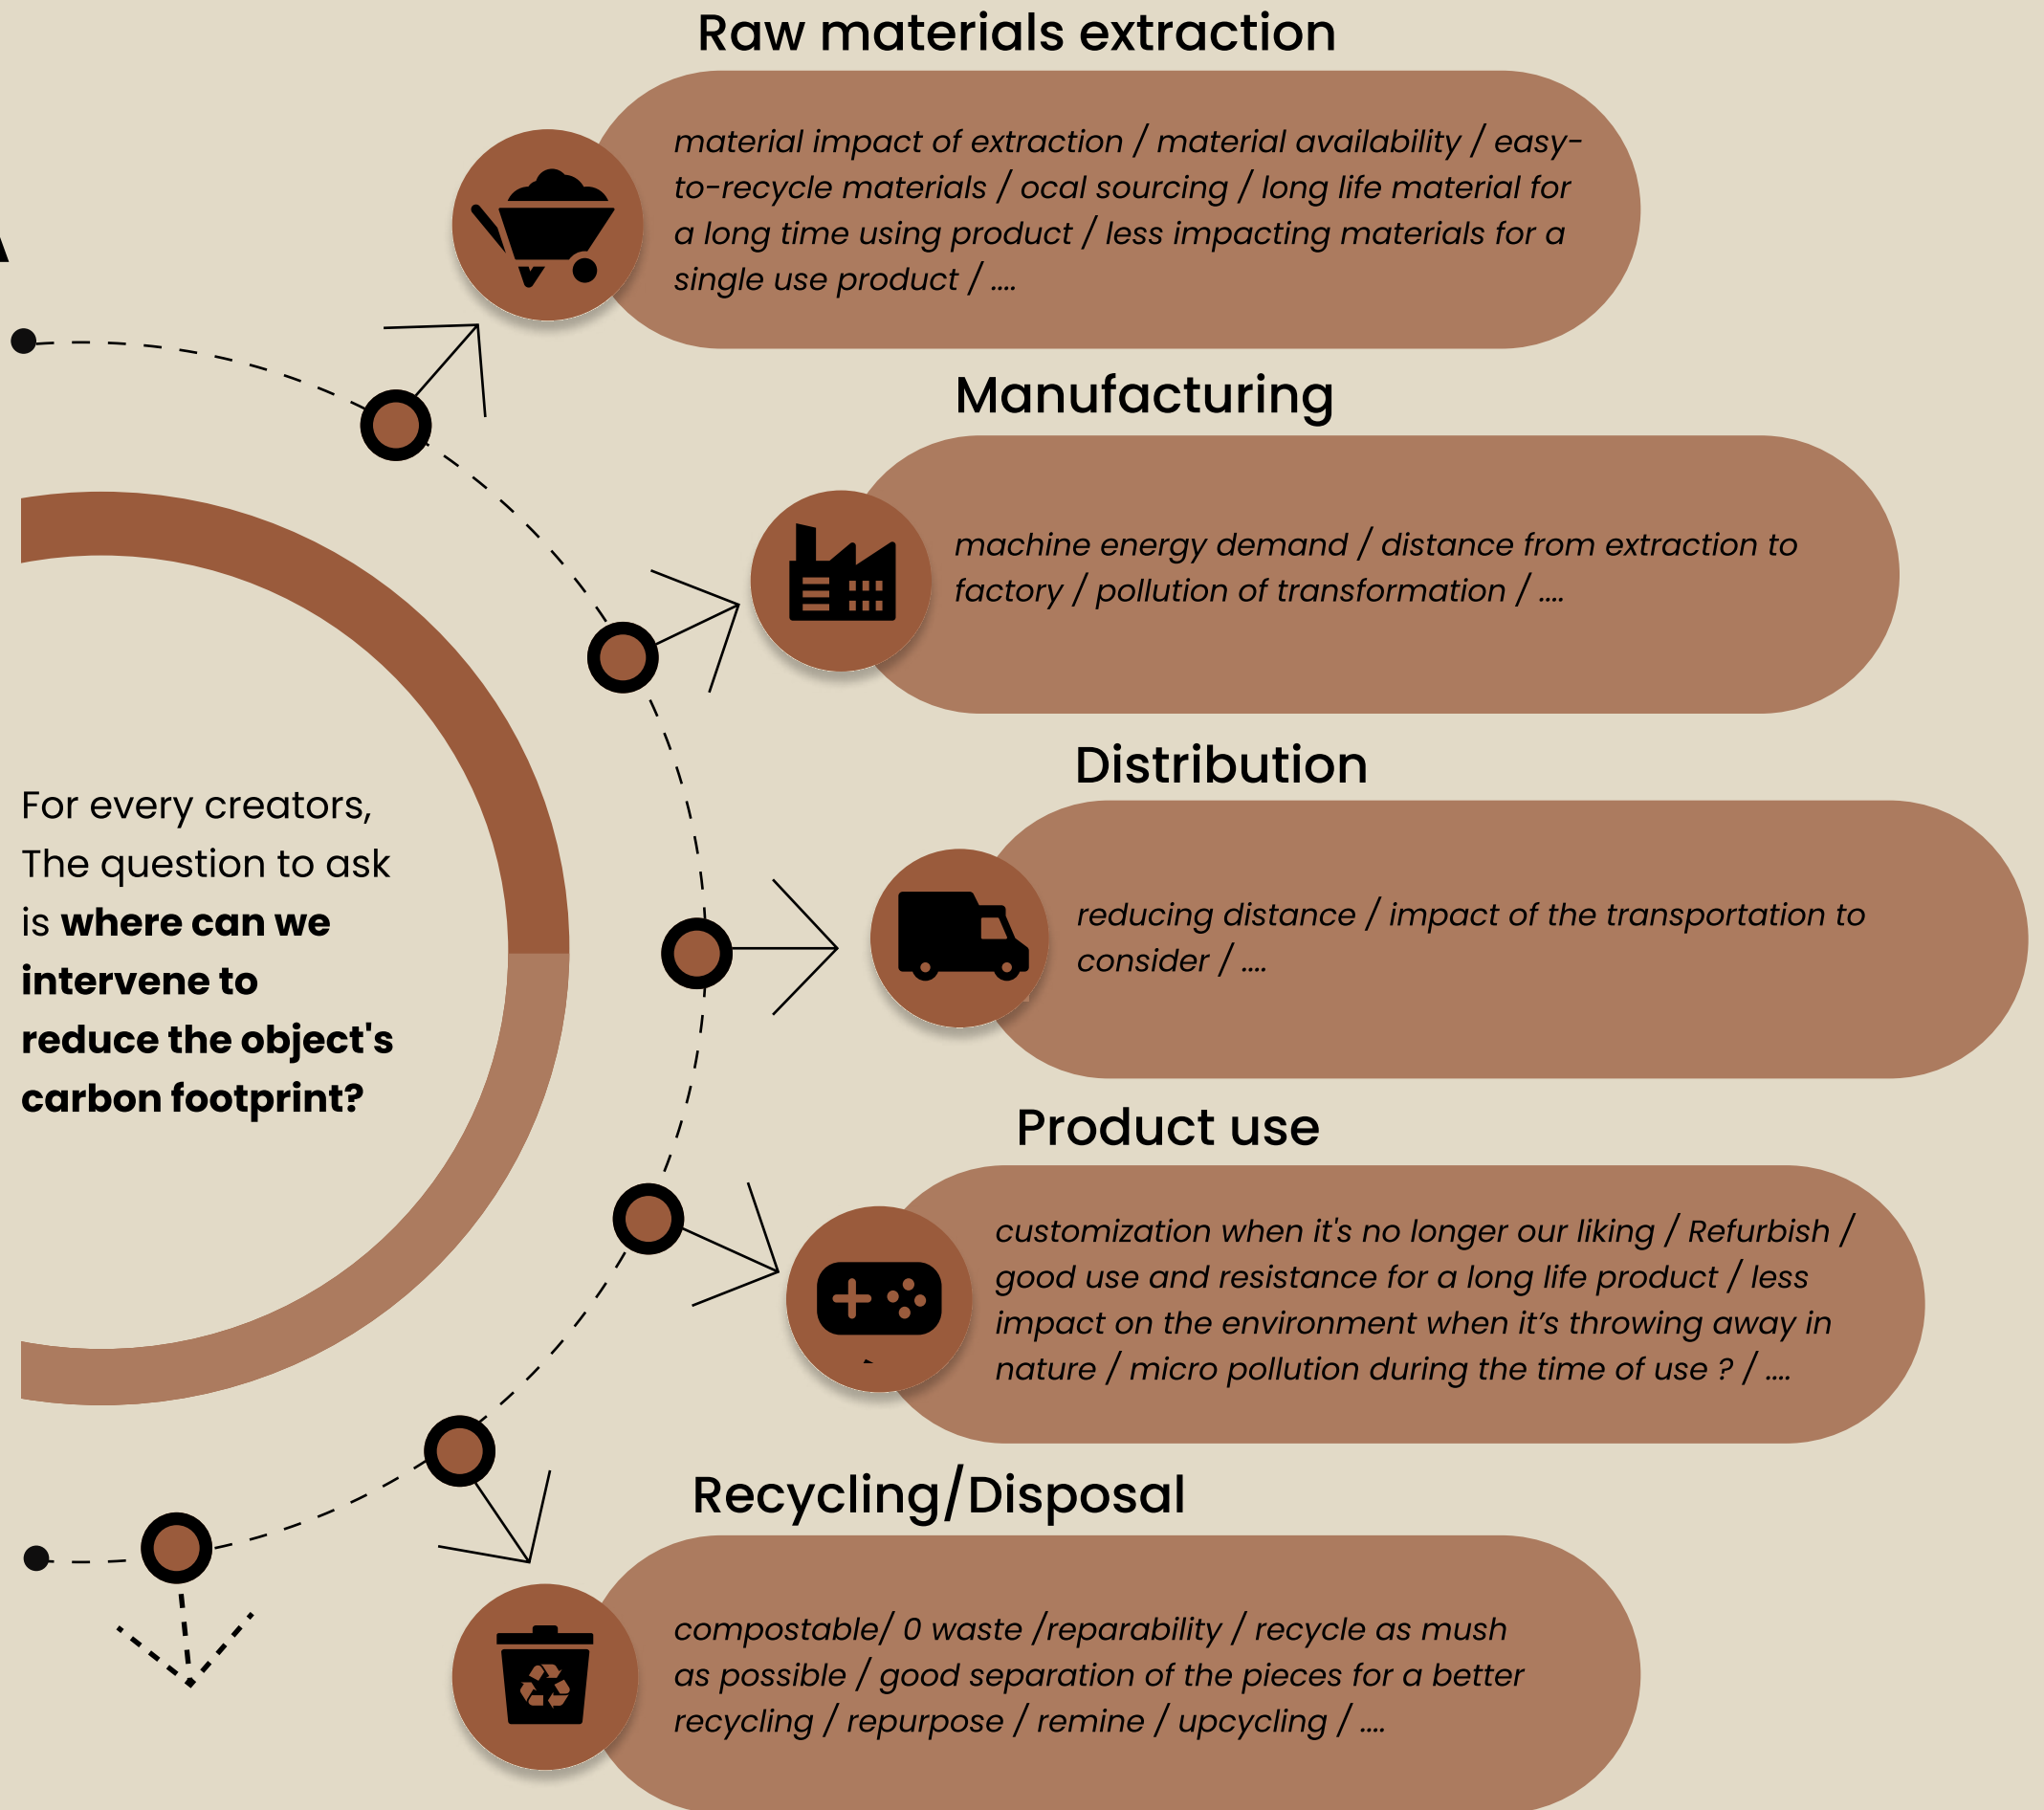 Raw materials extraction
material impact of extraction / material availability / easy-
to-recycle materials / ocal sourcing / long life material for
a long time using product / less impacting materials for a
single use product / ....
Manufacturing
machine energy demand / distance from extraction to
factory / pollution of transformation / ....
Distribution
reducing distance / impact of the transportation to
consider / ....
For every creators,
The question to ask
is where can we
intervene to
reduce the object's
carbon footprint?
Product use
customization when it's no longer our liking / Refurbish /
good use and resistance for a long life product / less
impact on the environment when it’s throwing away in
nature / micro pollution during the time of use ? / ....
Recycling/Disposal
compostable/ 0 waste /reparability / recycle as mush
as possible / good separation of the pieces for a better
recycling / repurpose / remine / upcycling / ....